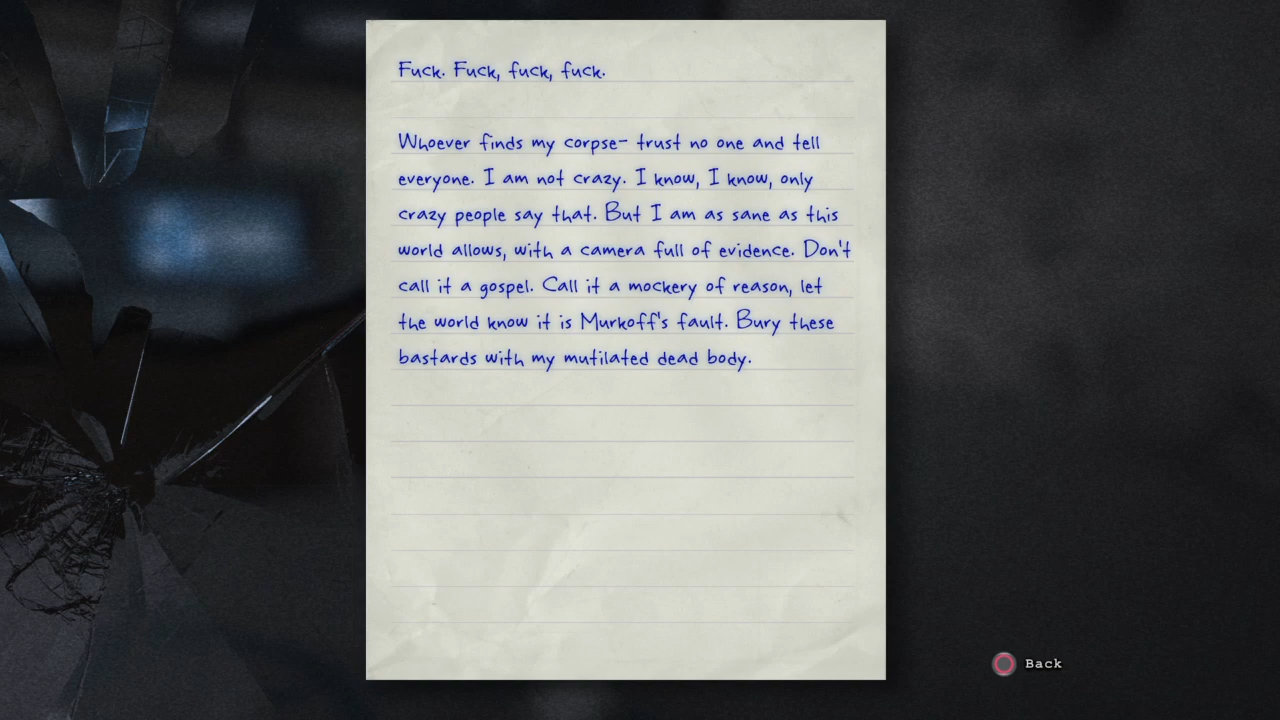 Fuck. Fuck, fuck, fuck.
Whoever finds my corpse- trust no one and tell
everyone. I am not crazy. I know, I know, only
crazy people say that. But I am as sane as this
world allows, with a camera full of evidence. Don't
call it a gospel. Call it a mockery of reason, let
the world know it is Murkoff's fault. Bury these
bastards with my mutilated dead body.
Back